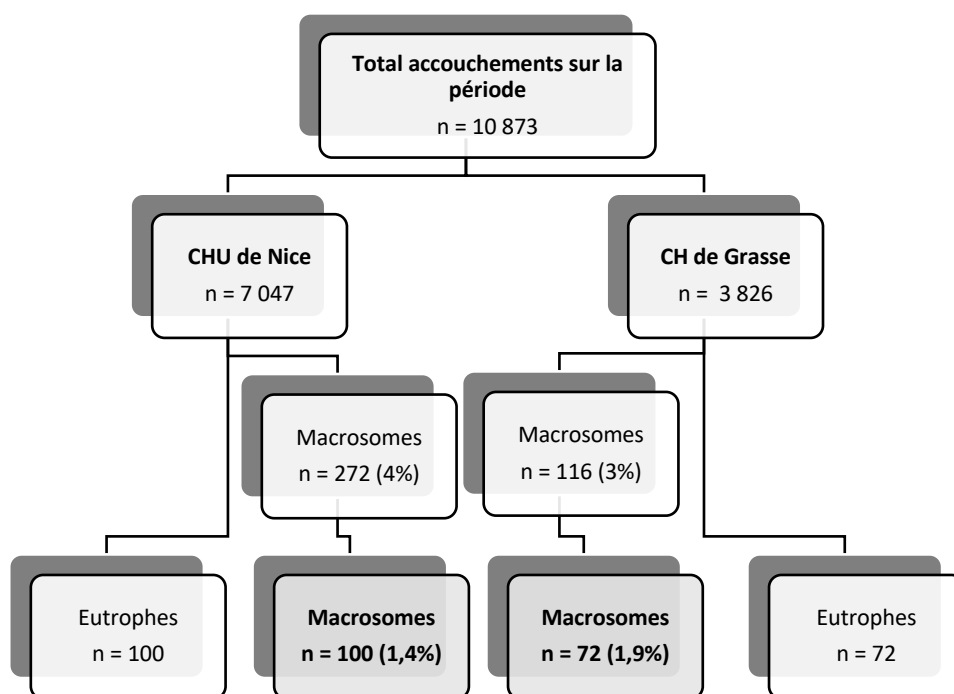 Total accouchements sur la
période
n = 10 873
CHU de Nice
n = 7 047
CH de Grasse
n =  3 826
Macrosomes
n = 272 (4%)
Macrosomes
n = 116 (3%)
Eutrophes
n = 100
Macrosomes
n = 100 (1,4%)
Macrosomes
n = 72 (1,9%)
Eutrophes
n = 72